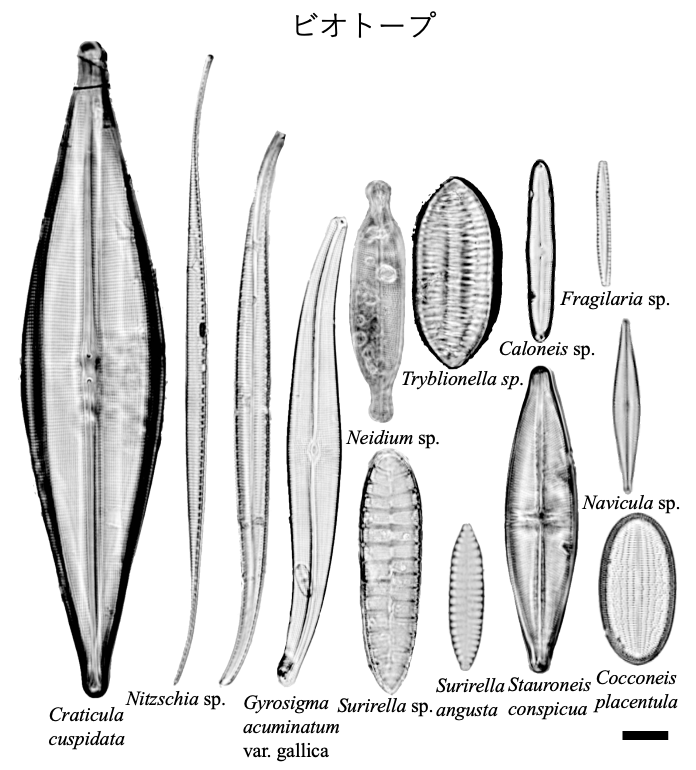 ビオトープ
Fragilaria sp.
Caloneis sp.
Tryblionella sp.
Neidium sp.
Navicula sp.
Craticula
cuspidata
Nitzschia sp.
Gyrosigma
acuminatum
var. gallica
Surirella sp.
Surirella
angusta
Stauroneis
conspicua
Cocconeis
placentula